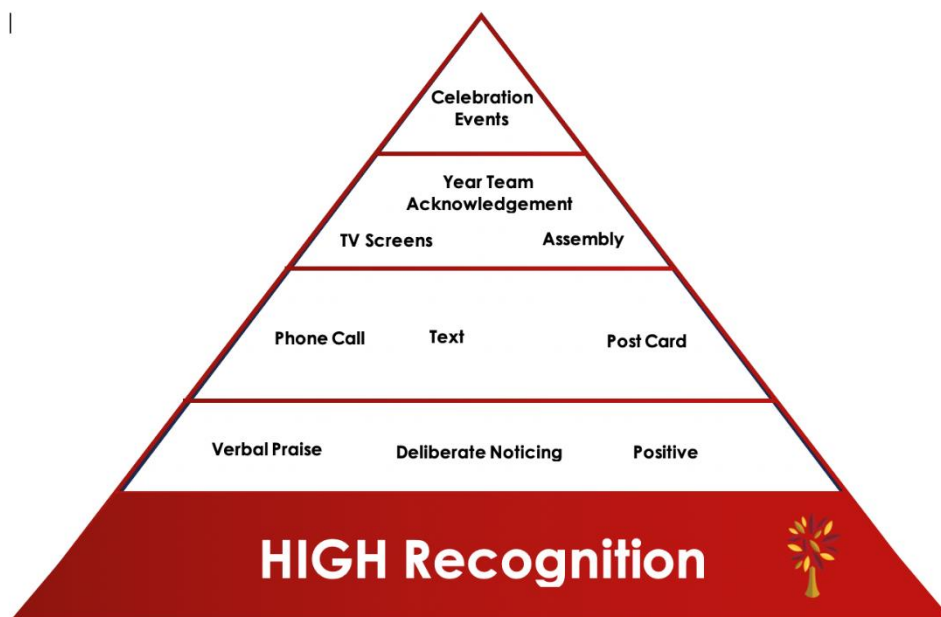 Celebration
Events
Year Team
Acknowledgement
TV Screens Assembly
Phone Call Text Post Card
Verbal Praise Deliberate Noticing Positive
HIGH Recognition